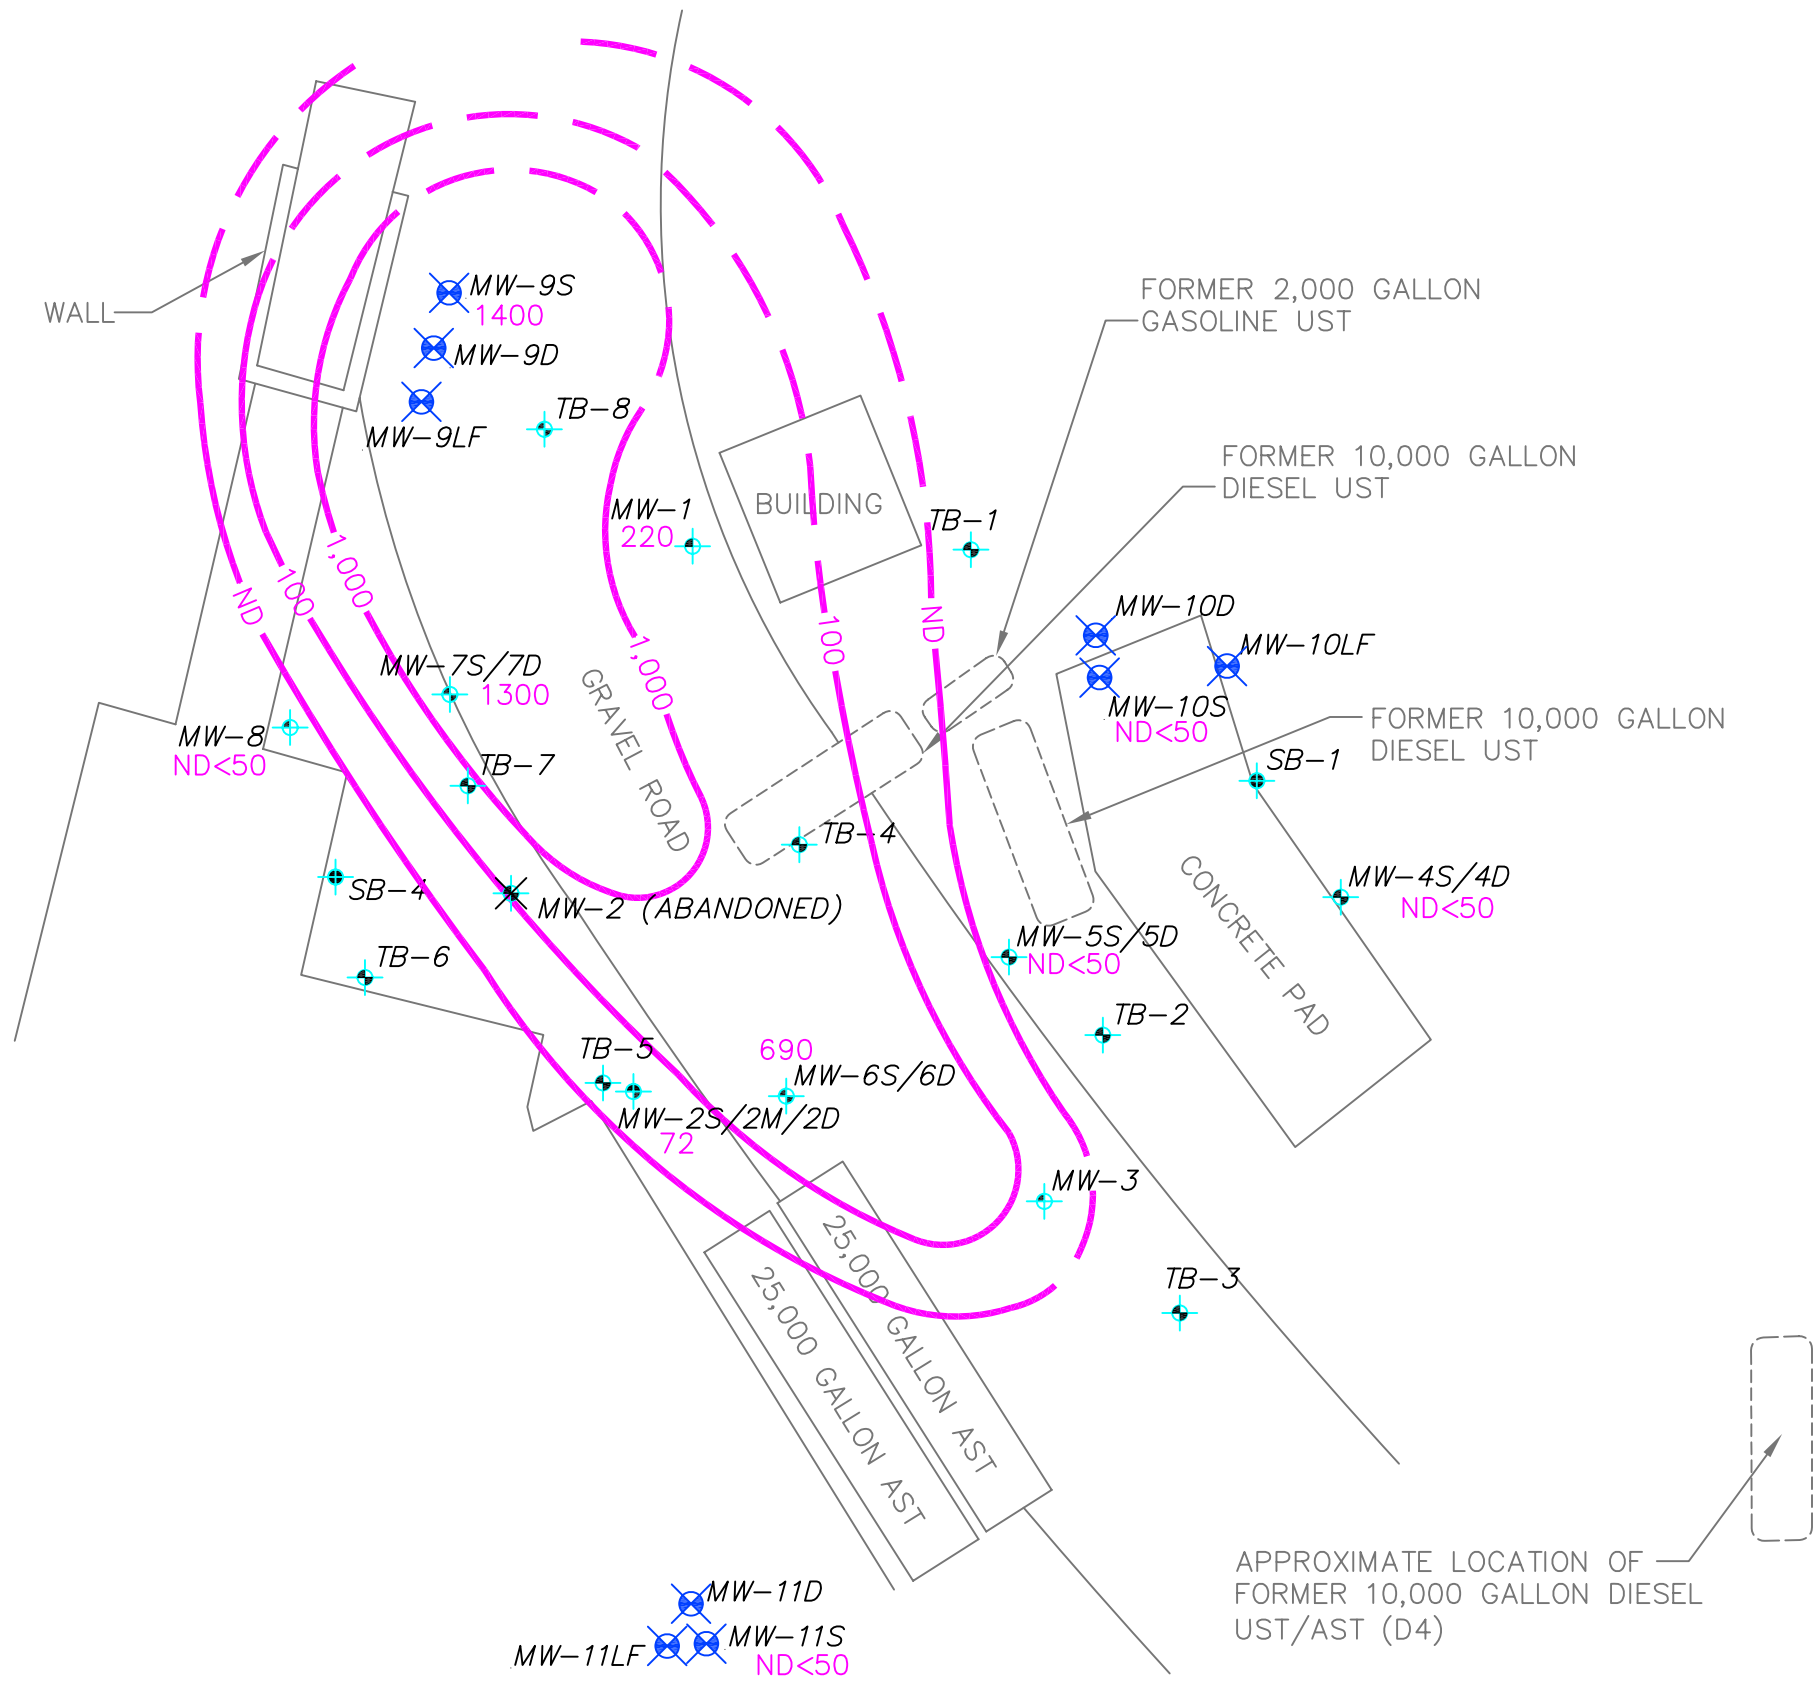 WALL
MW-9S
1400
MW-9D
MW-9LF
TB-8
FORMER 2,000 GALLON
GASOLINE UST
FORMER 10,000 GALLON
DIESEL UST
BUILDING
MW-1
220
TB-1
1,000
100
ND
1,000
100
ND
MW-10D
MW-10LF
MW-10S
ND<50
MW-7S/7D
1300
GRAVEL ROAD
MW-8
ND<50
FORMER 10,000 GALLON
DIESEL UST
TB-7
SB-1
TB-4
SB-4
MW-2 (ABANDONED)
CONCRETE PAD
MW-4S/4D
ND<50
MW-5S/5D
ND<50
TB-6
TB-2
TB-5
690
MW-6S/6D
MW-2S/2M/2D
72
MW-3
TB-3
25,000 GALLON AST
25,000 GALLON AST
APPROXIMATE LOCATION OF
FORMER 10,000 GALLON DIESEL
UST/AST (D4)
MW-11D
MW-11S
MW-11LF
ND<50